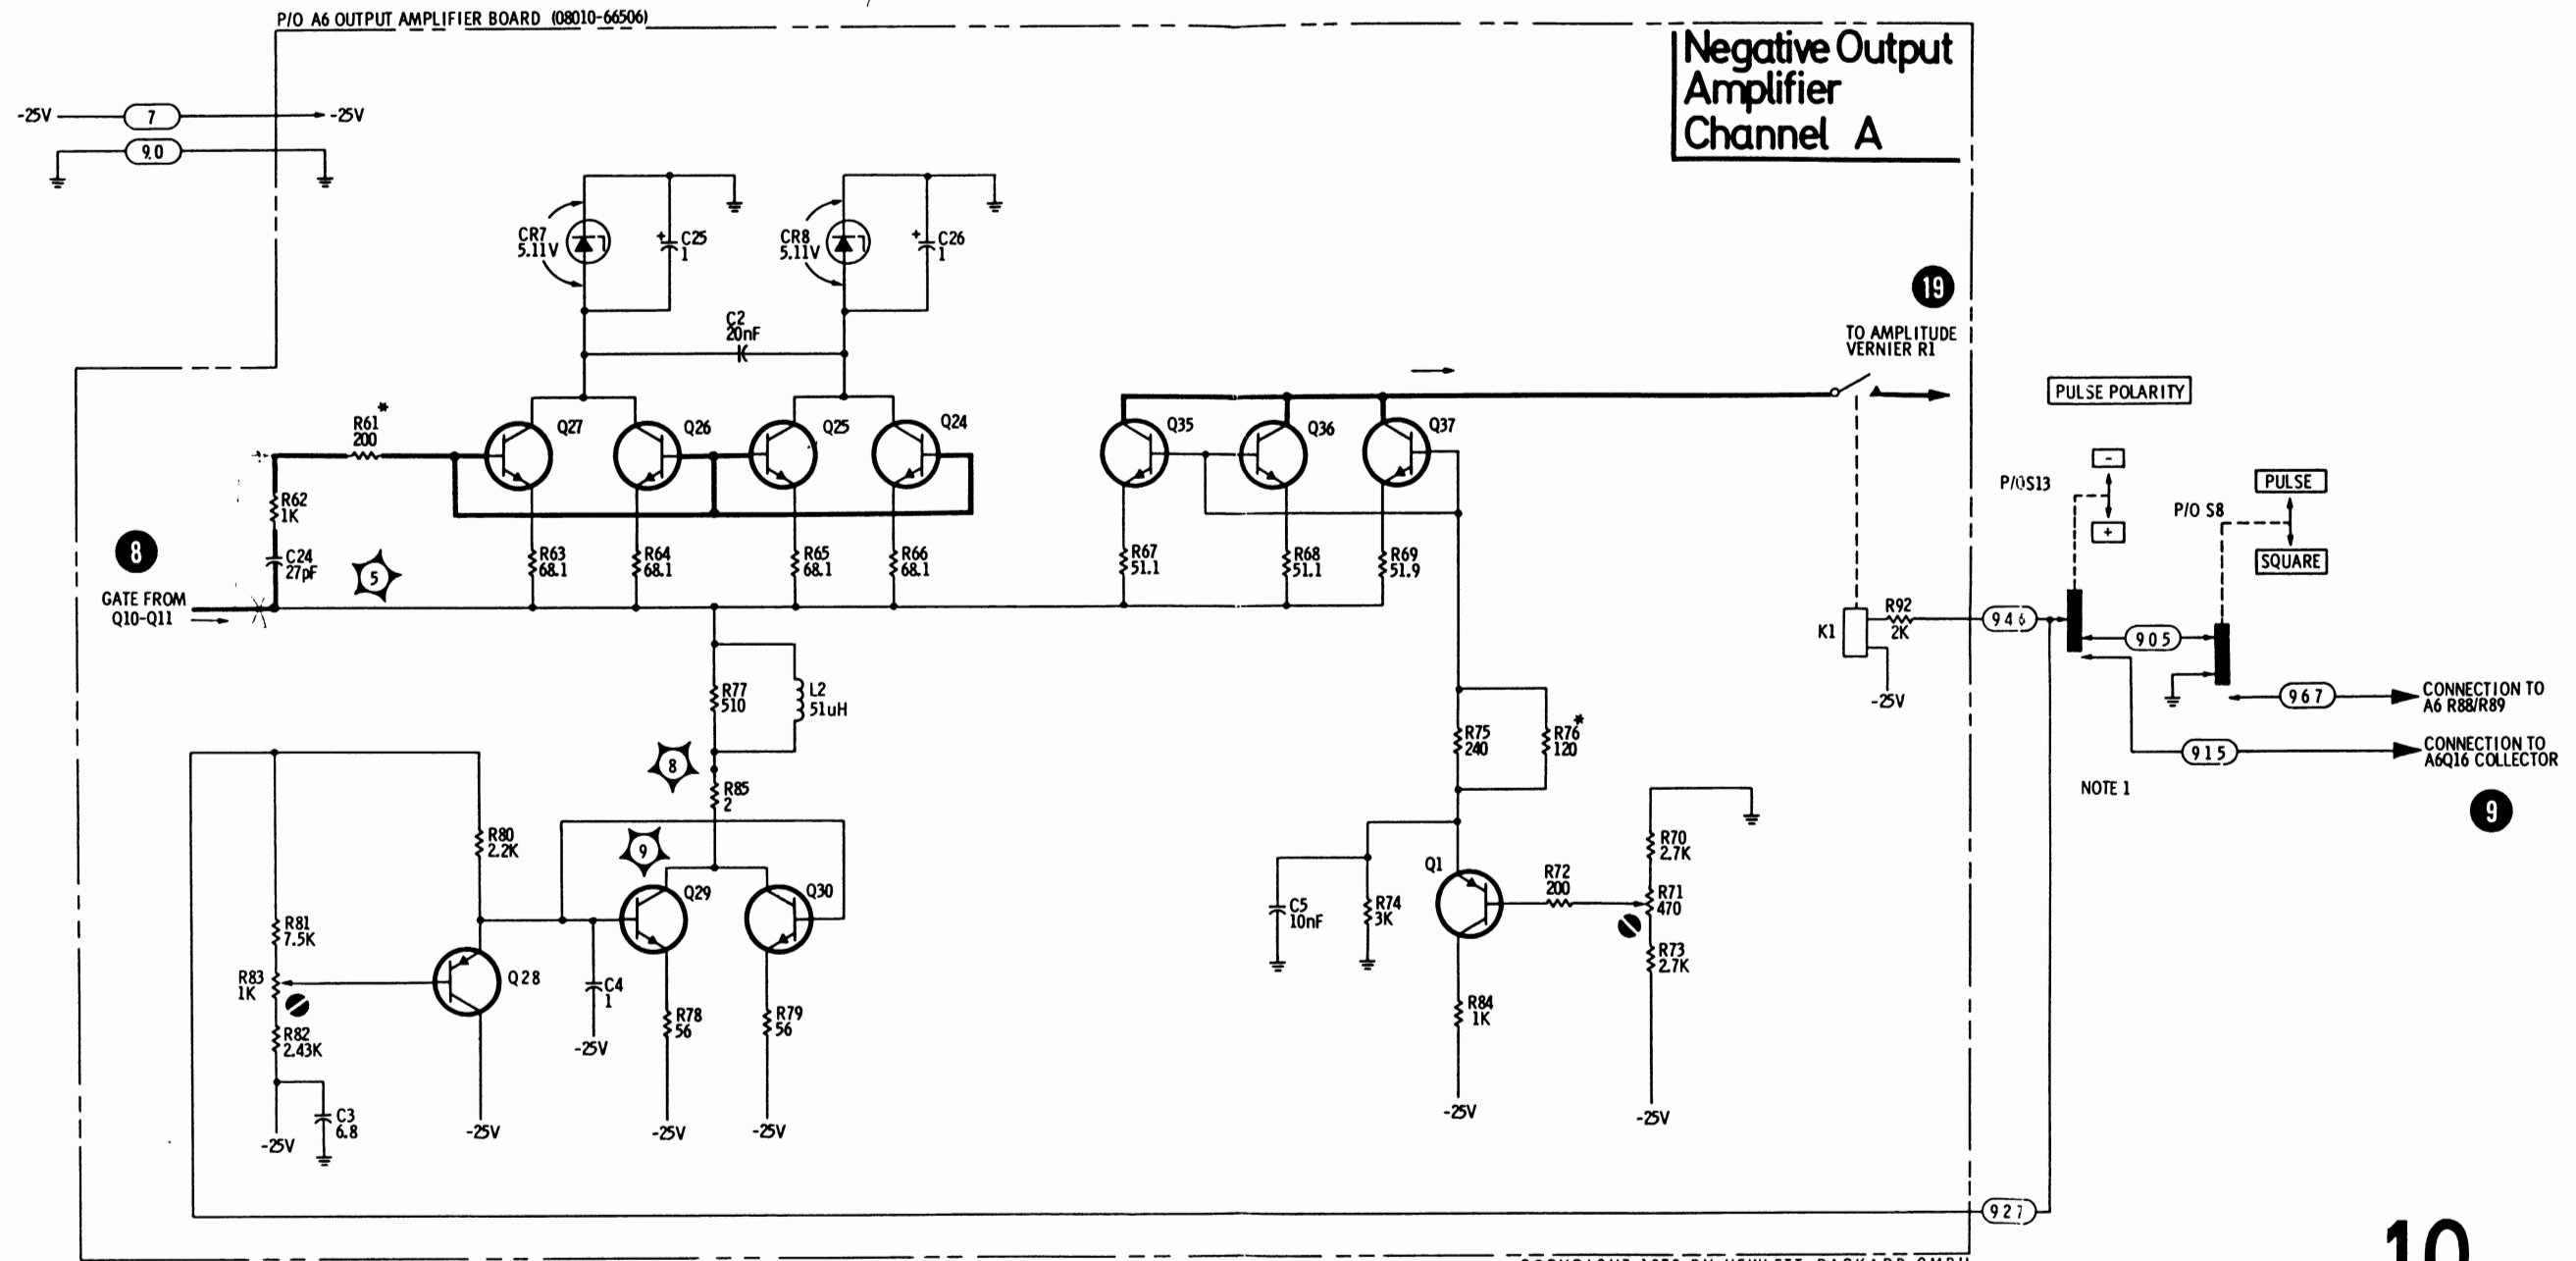 P/O A6 OUTPUT AMPLIFIER BOARD (08010-66506)
Negative Output
Amplifier
Channel A
-25V
7
-25V
9.0
CR7
5.11V
C25
1
+
CR8
5.11V
C26
1
+
C2
20nF
19
TO AMPLITUDE
VERNIER R1
PULSE POLARITY
R61*
200
Q27
Q26
Q25
Q24
Q35
Q36
Q37
R62
1K
C24
27pF
8
5
GATE FROM
Q10-Q11
R63
68.1
R64
68.1
R65
68.1
R66
68.1
R67
51.1
R68
51.1
R69
51.9
P/O S13
-
+
P/O S8
PULSE
SQUARE
K1
R92
2K
-25V
946
905
967
CONNECTION TO
A6 R88/R89
915
CONNECTION TO
A6Q16 COLLECTOR
NOTE 1
9
R77
510
L2
51uH
8
R85
2
9
R75
240
R76*
120
R80
2.2K
Q29
Q30
R81
7.5K
R83
1K
R82
2.43K
Q28
C4
1
-25V
R78
56
R79
56
C3
6.8
-25V
-25V
-25V
-25V
Q1
R72
200
R70
2.7K
R71
470
R73
2.7K
C5
10nF
R74
3K
R84
1K
-25V
-25V
927
10